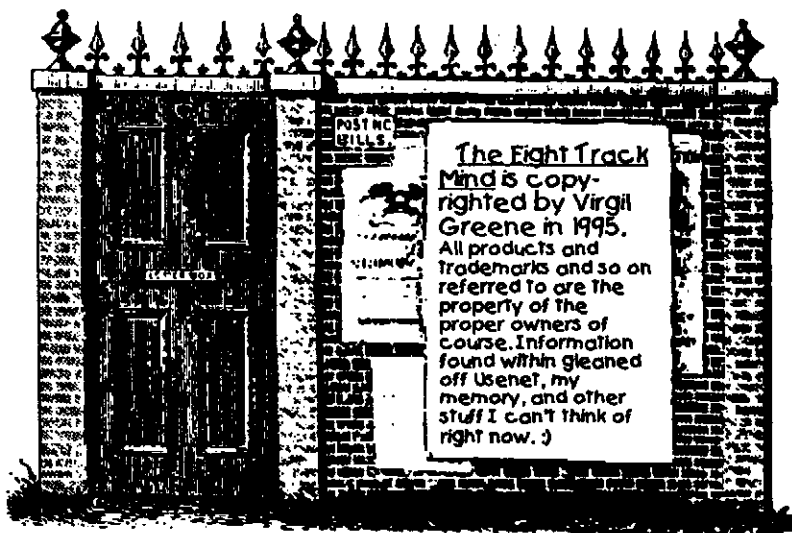 POST NO
BILLS.
The Eight Track
Mind is copy-
righted by Virgil
Greene in 1995.
All products and
trademarks and so on
referred to are the
property of the
proper owners of
course. Information
found within gleaned
off Usenet, my
memory, and other
stuff I can't think of
right now. :)